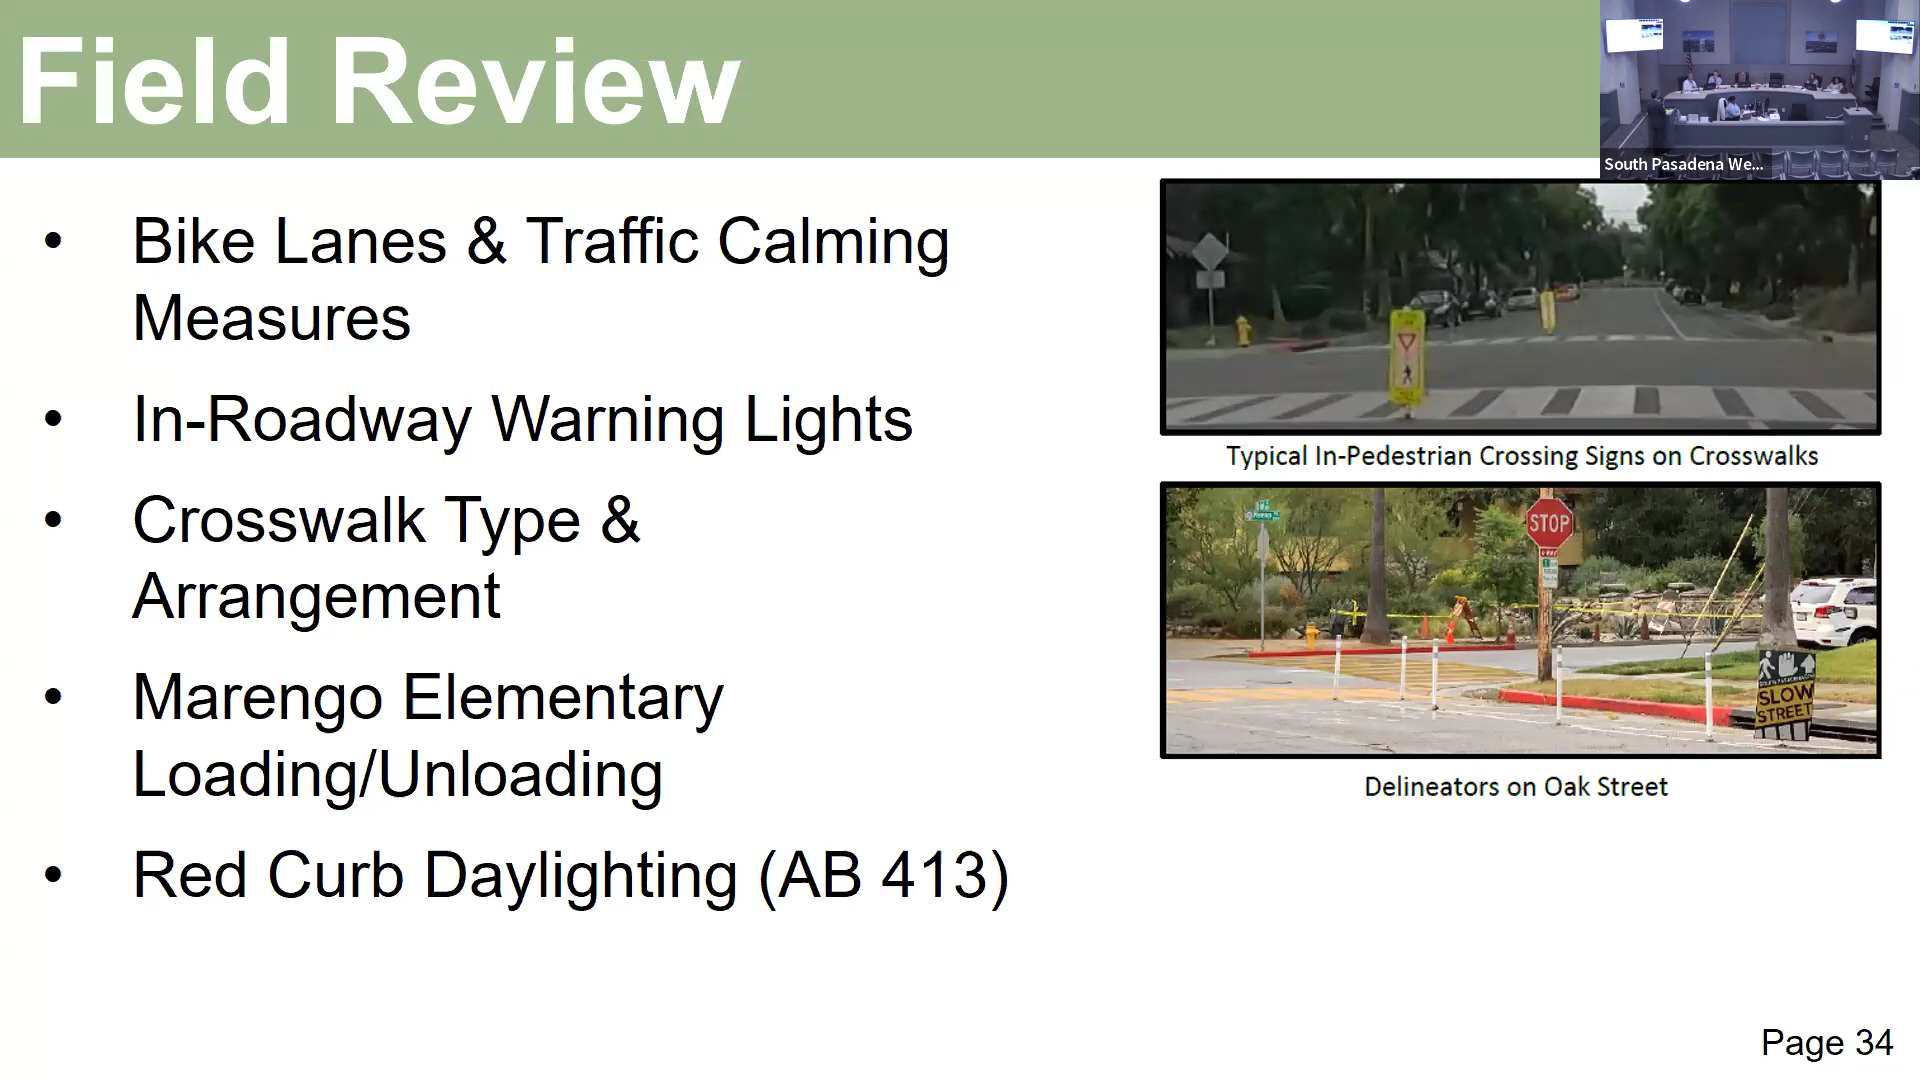 Field Review
South Pasadena We...
• Bike Lanes & Traffic Calming
Measures
• In-Roadway Warning Lights
• Crosswalk Type &
Arrangement
• Marengo Elementary
Loading/Unloading
• Red Curb Daylighting (AB 413)
Typical In-Pedestrian Crossing Signs on Crosswalks
STOP
SLOW
STREET
Delineators on Oak Street
Page 34